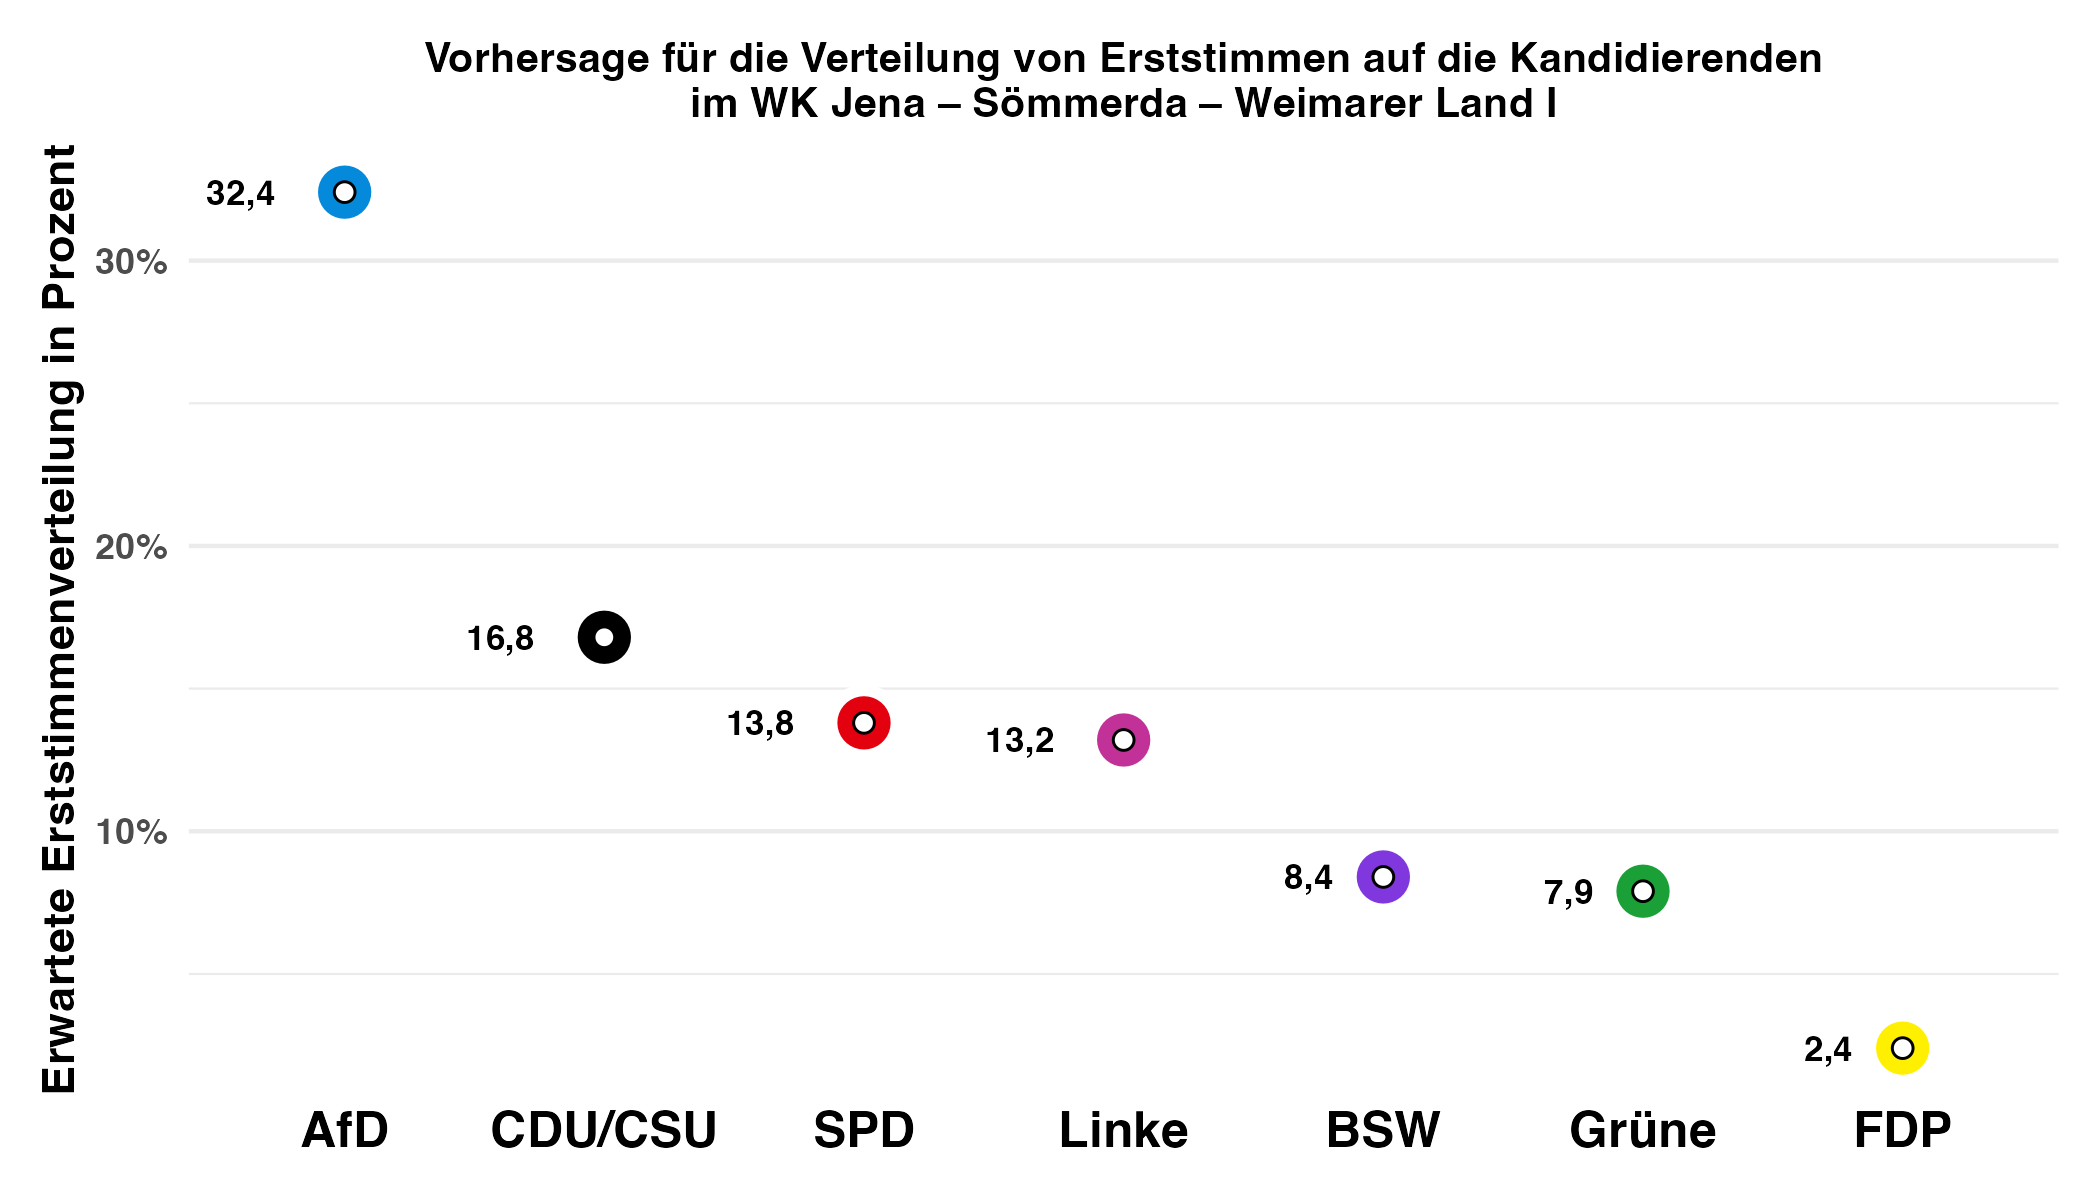 Vorhersage für die Verteilung von Erststimmen auf die Kandidierenden
im WK Jena – Sömmerda – Weimarer Land I
Erwartete Erststimmenverteilung in Prozent
30%
20%
10%
32,4
16,8
13,8
13,2
8,4
7,9
2,4
AfD
CDU/CSU
SPD
Linke
BSW
Grüne
FDP